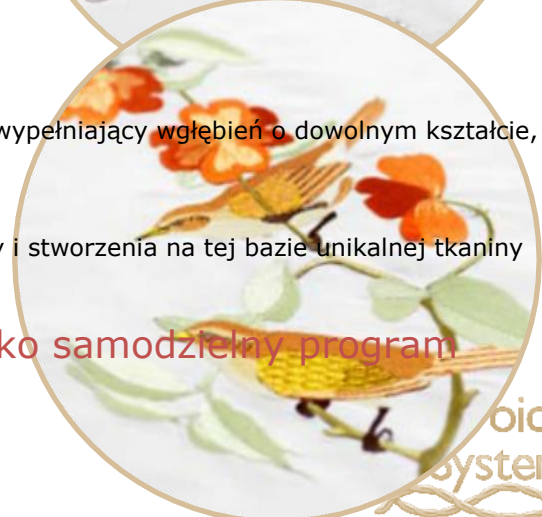 wypełniający wgłębień o dowolnym kształcie,
i stworzenia na tej bazie unikalnej tkaniny
ko samodzielny program